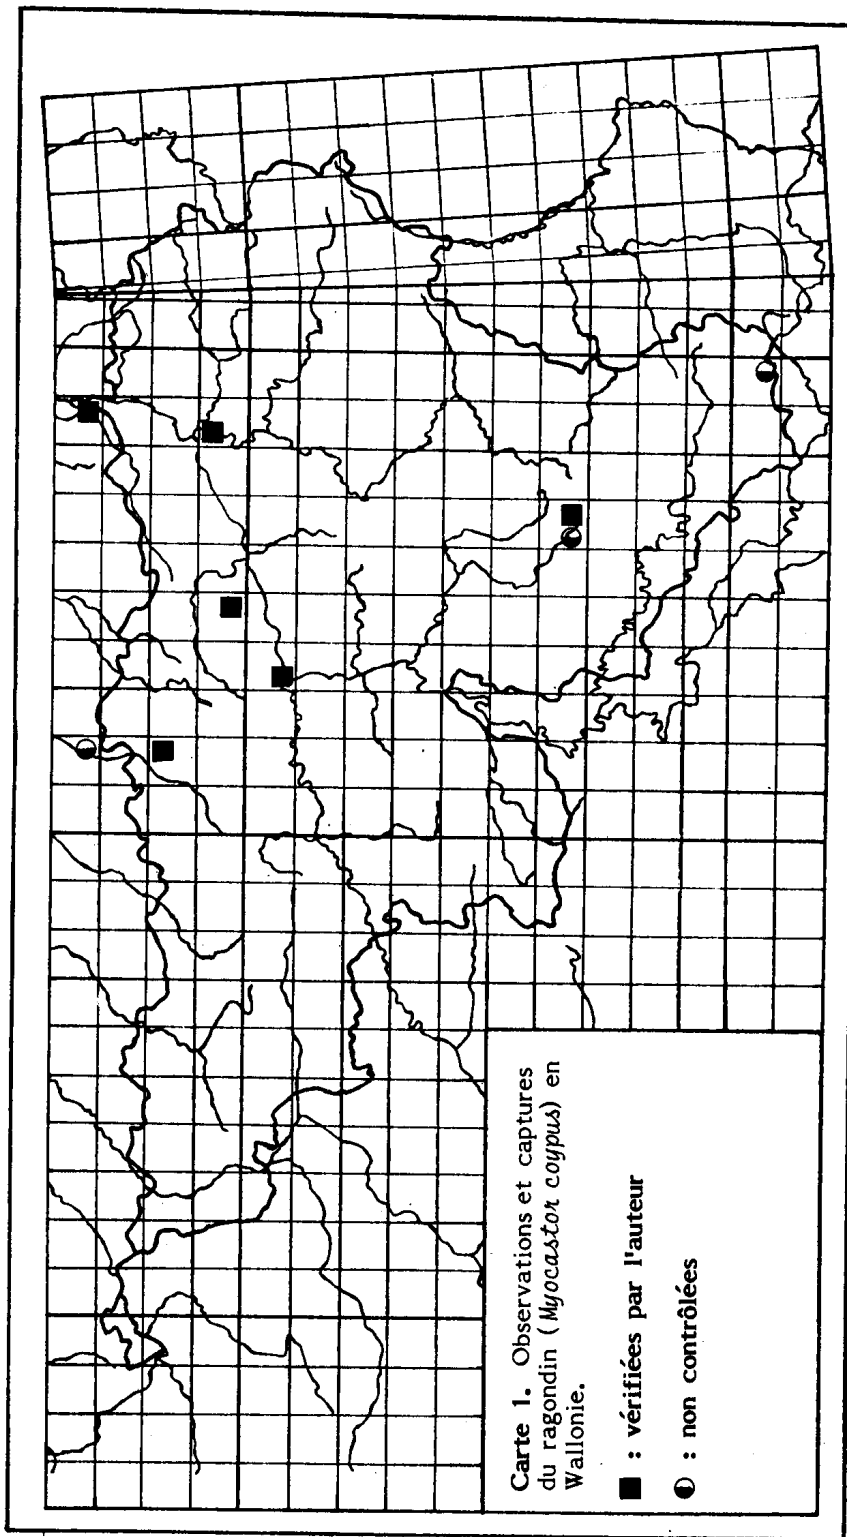 Carte 1. Observations et captures
du ragondin (Myocastor coypus) en
Wallonie.
■ : vérifiées par l'auteur
◐ : non contrôlées